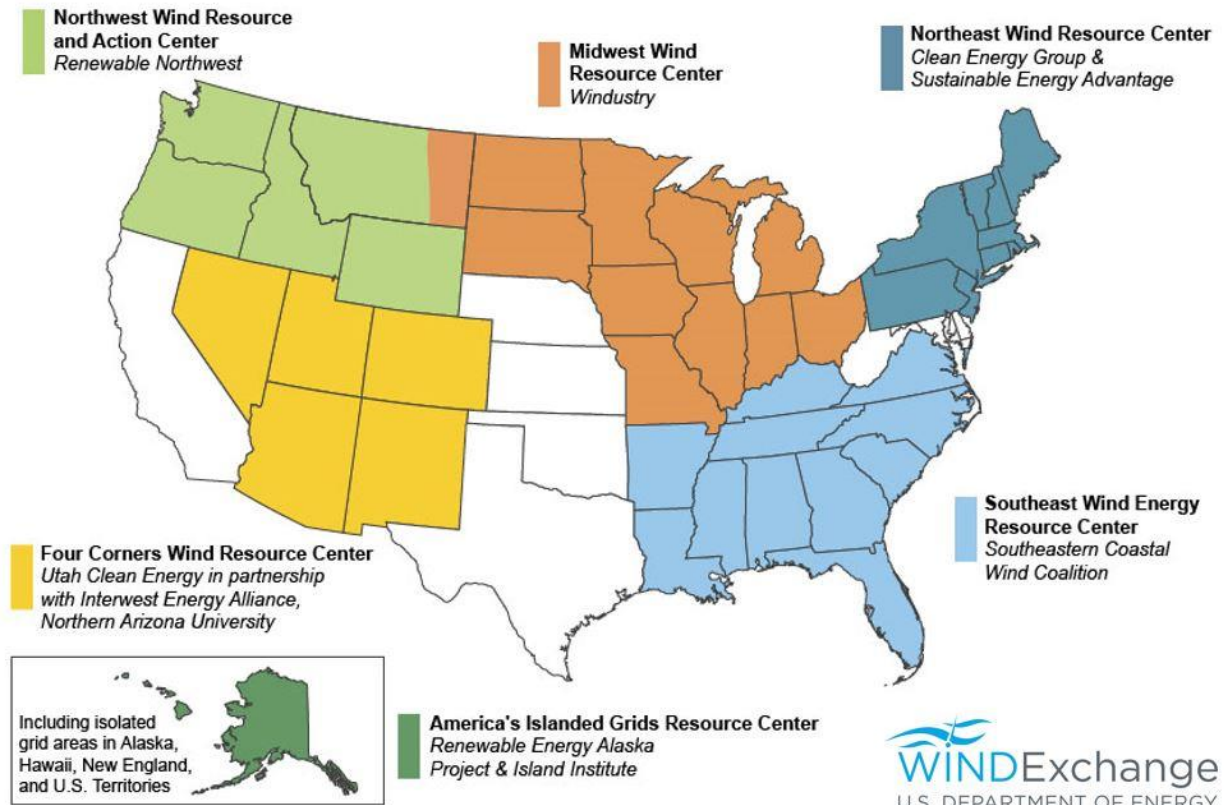 Northwest Wind Resource
and Action Center
Renewable Northwest
Midwest Wind
Resource Center
Windustry
Northeast Wind Resource Center
Clean Energy Group &
Sustainable Energy Advantage
Southeast Wind Energy
Resource Center
Southeastern Coastal
Wind Coalition
Four Corners Wind Resource Center
Utah Clean Energy in partnership
with Interwest Energy Alliance,
Northern Arizona University
Including isolated
grid areas in Alaska,
Hawaii, New England,
and U.S. Territories
America's Islanded Grids Resource Center
Renewable Energy Alaska
Project & Island Institute
WINDExchange
U.S. DEPARTMENT OF ENERGY